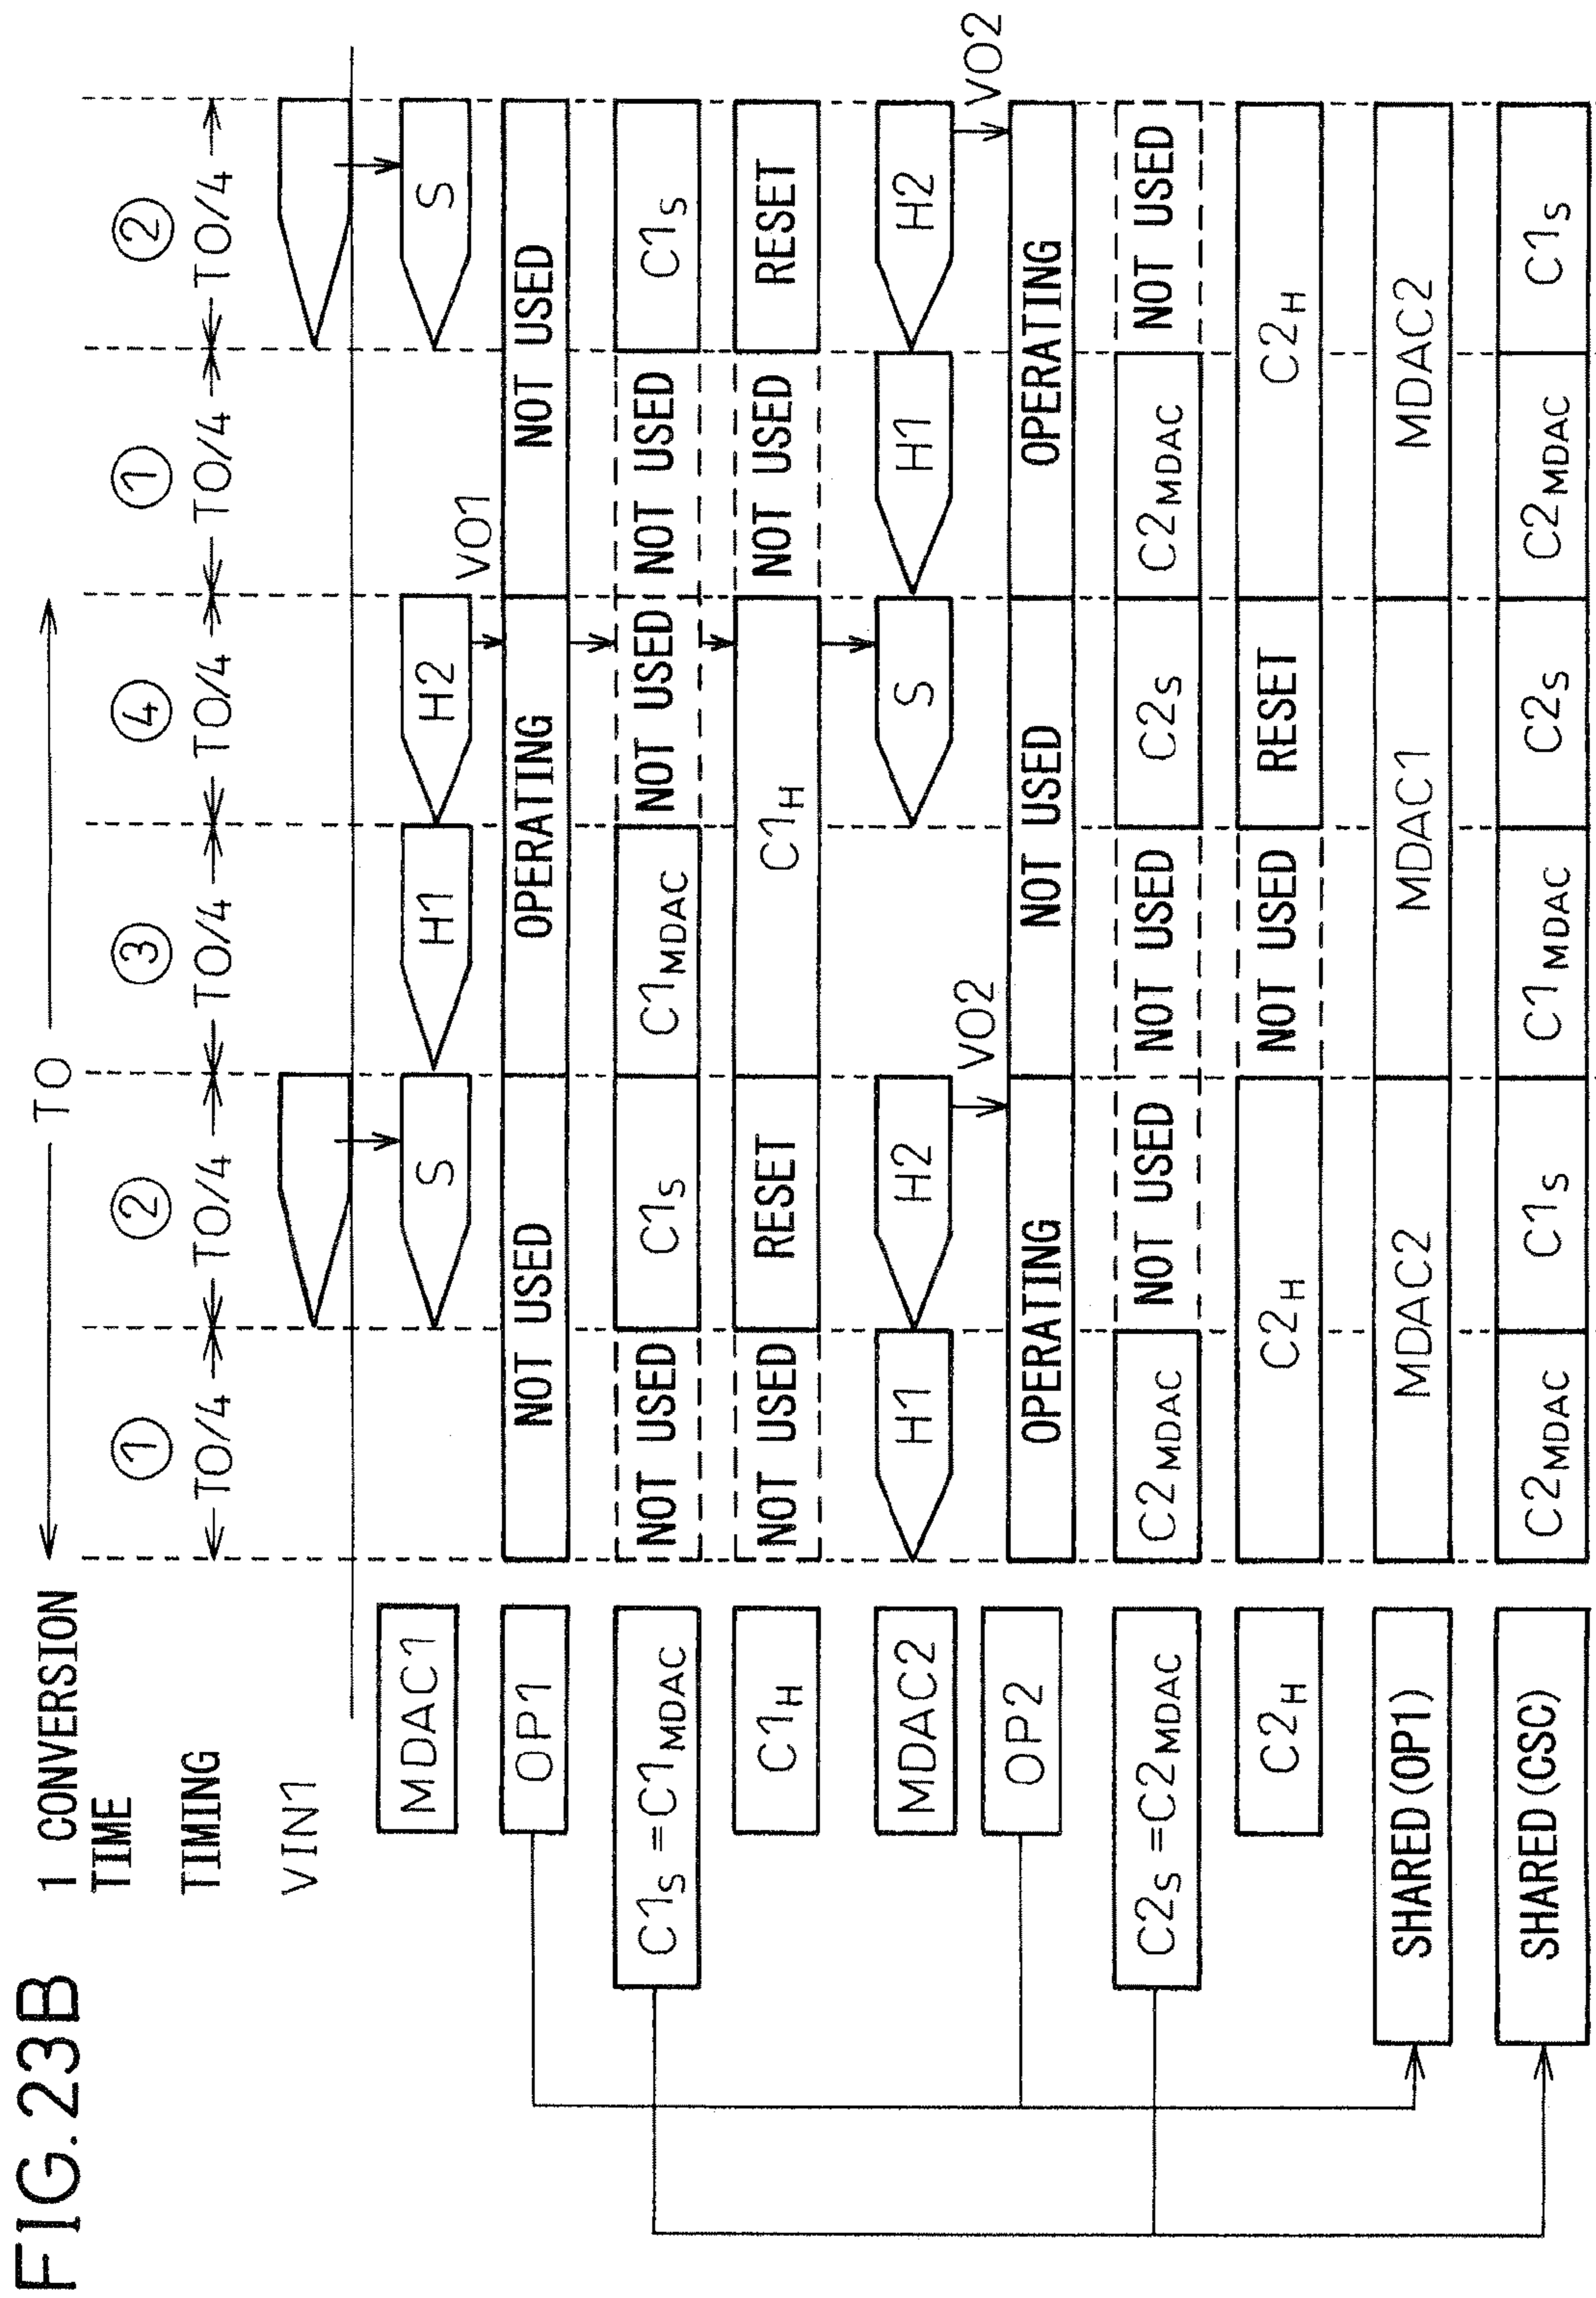 FIG. 23B
1 CONVERSION
TIME
TO
TIMING
① ② ③ ④ ① ②
TO/4 TO/4 TO/4 TO/4 TO/4 TO/4
VIN1
MDAC1 S H1 H2 S
VO1
OP1 NOT USED OPERATING NOT USED
C1S =C1MDAC NOT USED C1S C1MDAC NOT USED NOT USED C1S
C1H NOT USED RESET C1H NOT USED RESET
MDAC2 H1 H2 S H1 H2
VO2 VO2
OP2 OPERATING NOT USED OPERATING
C2S =C2MDAC C2MDAC NOT USED NOT USED C2S C2MDAC NOT USED
C2H C2H NOT USED RESET C2H
SHARED (OP1) MDAC2 MDAC1 MDAC2
SHARED (CSC) C2MDAC C1S C1MDAC C2S C2MDAC C1S